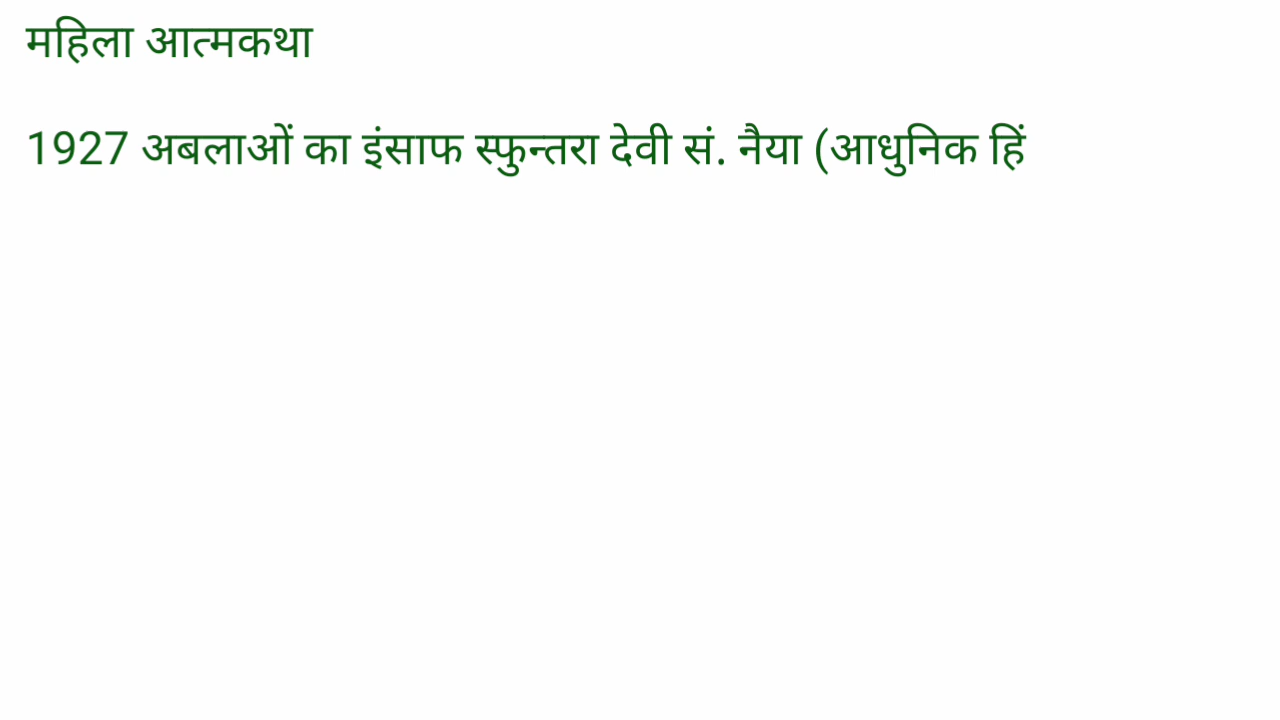 महिला आत्मकथा
1927 अबलाओं का इंसाफ स्फुन्तरा देवी सं. नैया (आधुनिक हिं